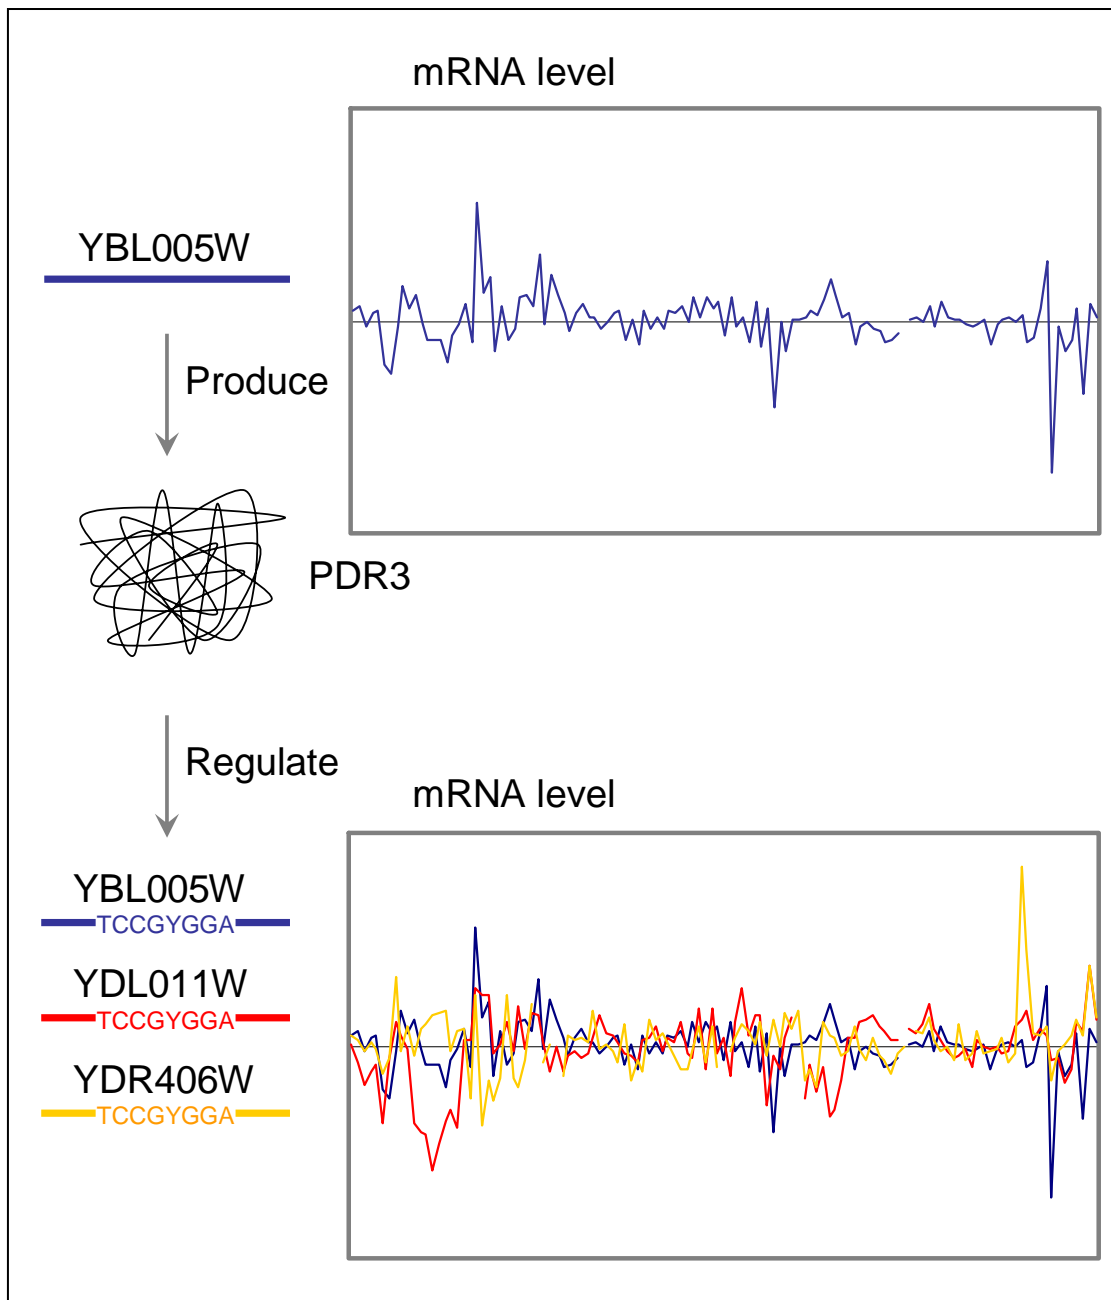 mRNA level
YBL005W
Produce
PDR3
Regulate
mRNA level
YBL005W
TCCGYGGA
YDL011W
TCCGYGGA
YDR406W
TCCGYGGA